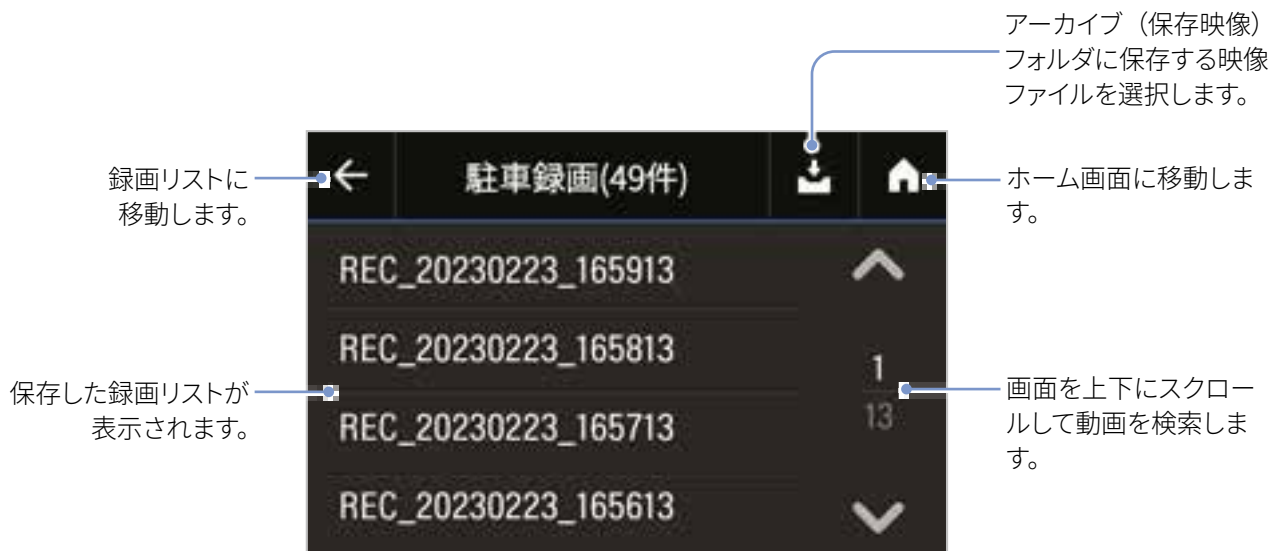 アーカイブ（保存映像）
フォルダに保存する映像
ファイルを選択します。
録画リストに
移動します。
駐車録画(49件)
ホーム画面に移動しま
す。
REC_20230223_165913
REC_20230223_165813
1
13
保存した録画リストが
表示されます。
画面を上下にスクロー
ルして動画を検索しま
す。
REC_20230223_165713
REC_20230223_165613